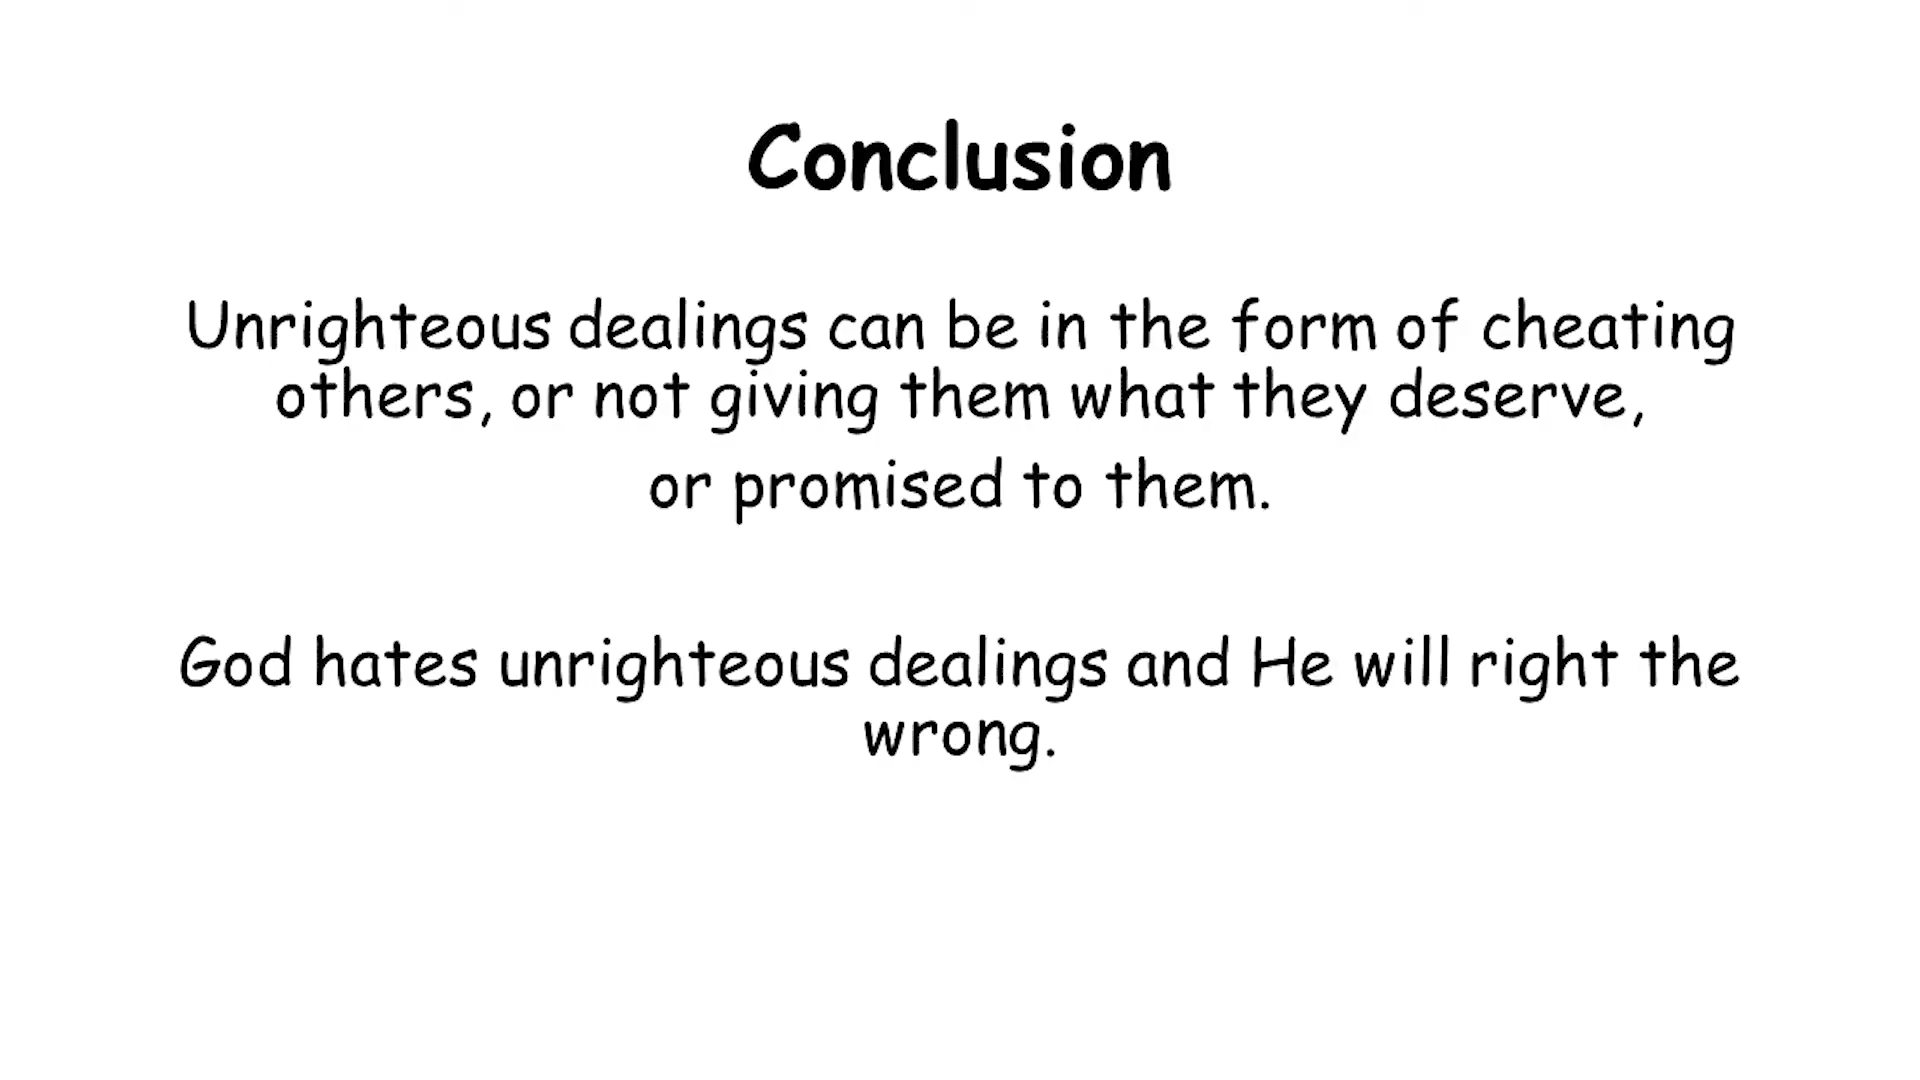 Conclusion
Unrighteous dealings can be in the form of cheating
others, or not giving them what they deserve,
or promised to them.
God hates unrighteous dealings and He will right the
wrong.